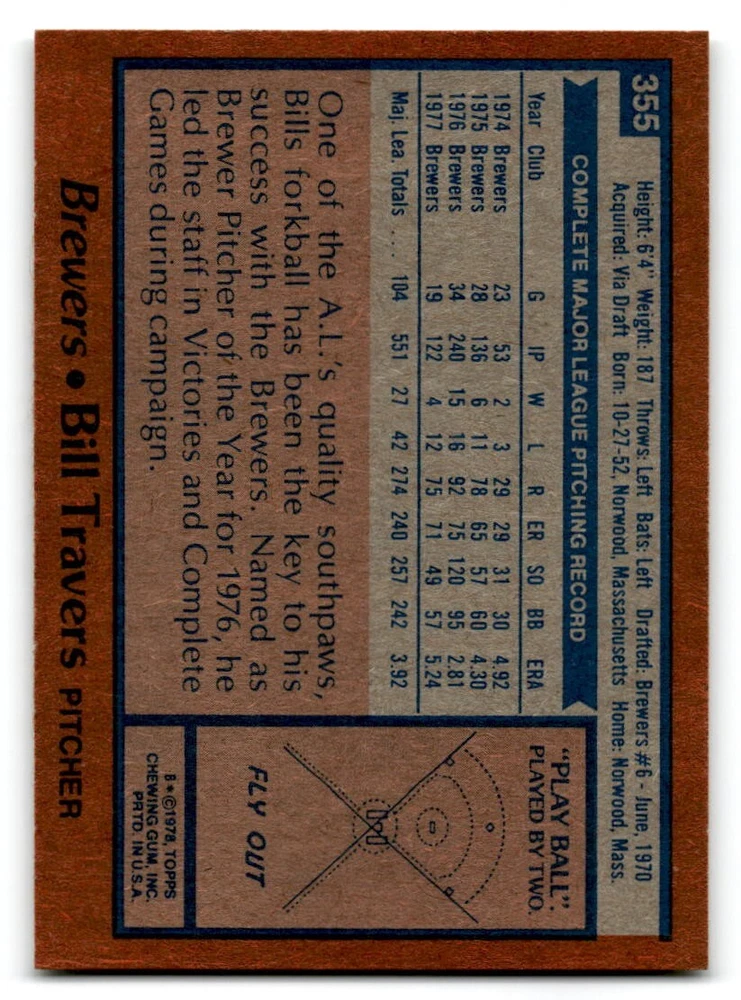 355
Height: 6'4" Weight: 187 Throws: Left Bats: Left Drafted: Brewers #6 - June, 1970
Acquired: Via Draft Born: 10-27-52, Norwood, Massachusetts Home: Norwood, Mass.
COMPLETE MAJOR LEAGUE PITCHING RECORD
Year Club G IP W L R ER SO BB ERA
1974 Brewers 23 53 2 3 29 29 31 30 4.92
1975 Brewers 28 136 6 11 78 65 57 60 4.30
1976 Brewers 34 240 15 16 92 75 120 95 2.81
1977 Brewers 19 122 4 12 75 71 49 57 5.24
Maj. Lea. Totals .... 104 551 27 42 274 240 257 242 3.92
One of the A.L.'s quality southpaws,
Bills forkball has been the key to his
success with the Brewers. Named as
Brewer Pitcher of the Year for 1976, he
led the staff in Victories and Complete
Games during campaign.
"PLAY BALL":
PLAYED BY TWO.
FLY OUT
B*©1978, TOPPS
CHEWING GUM, INC.
PRTD. IN U.S.A.
Brewers • Bill Travers PITCHER